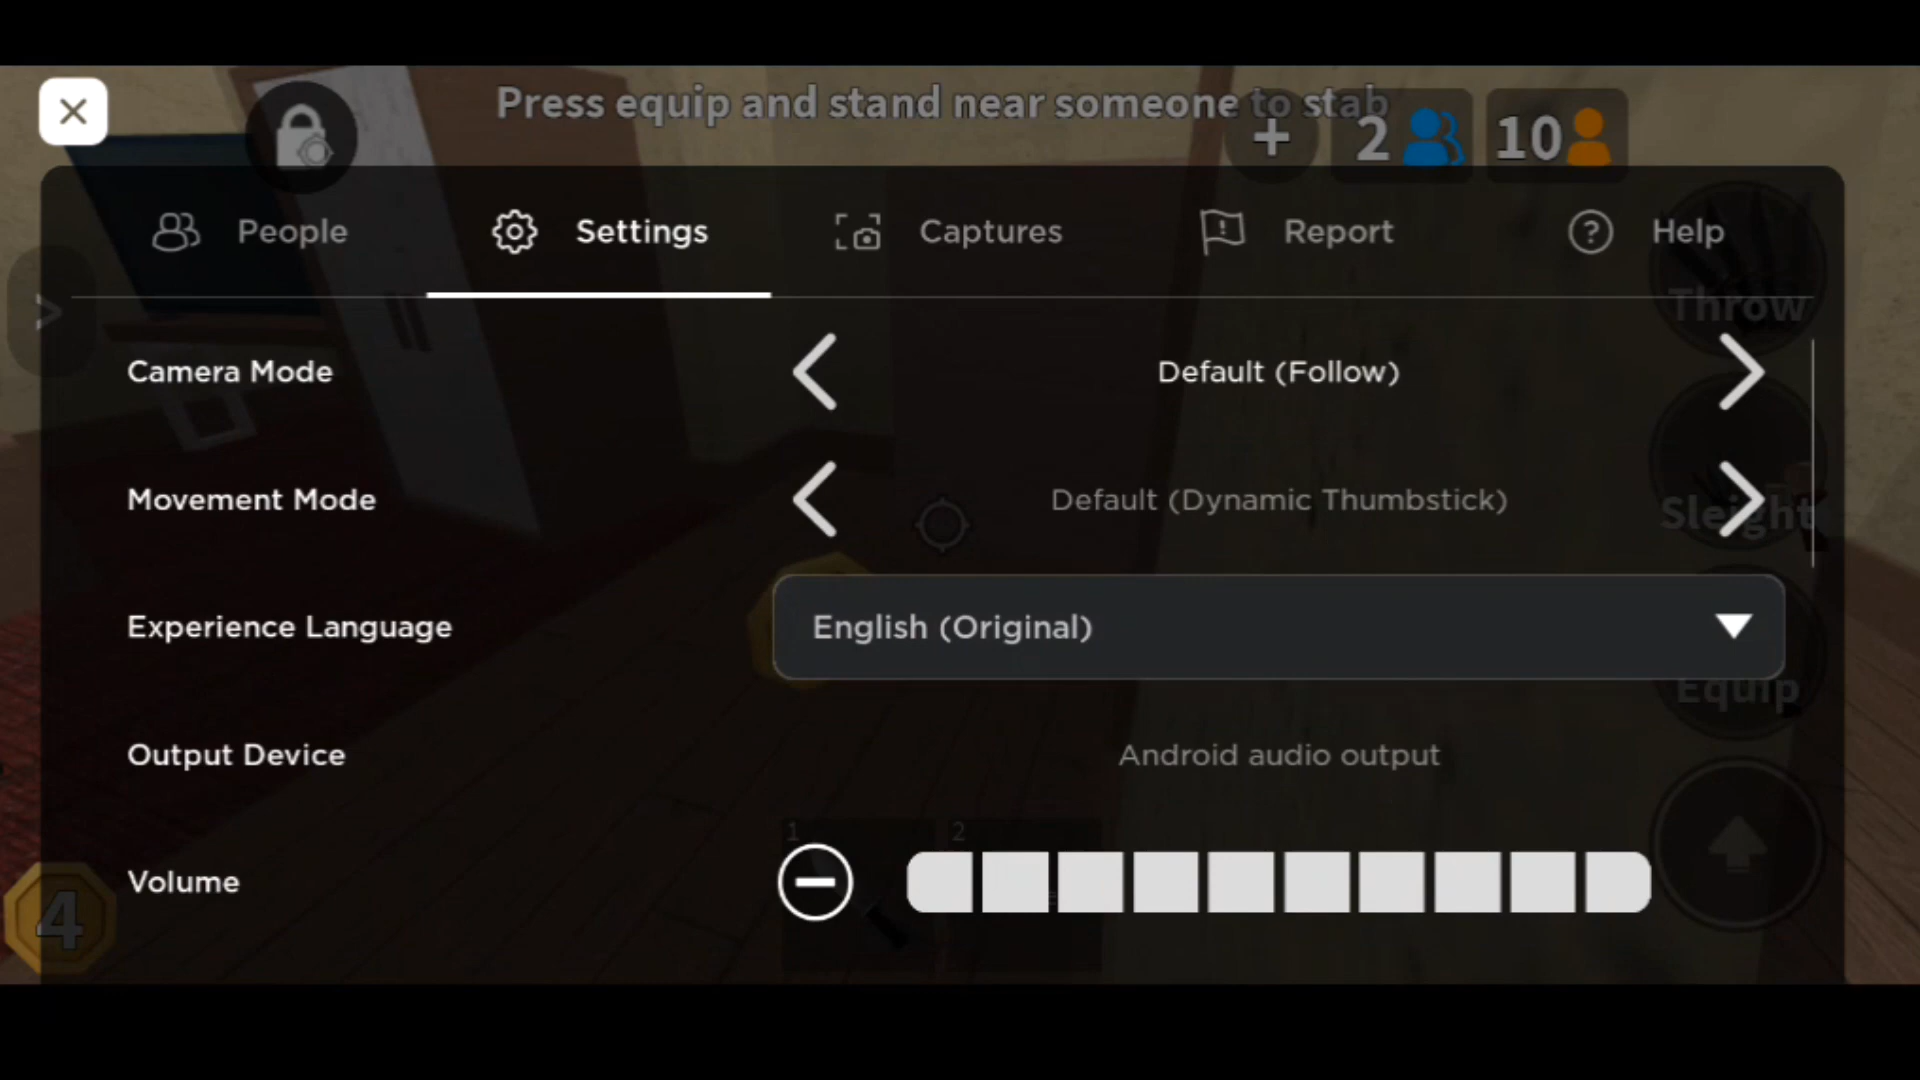 Press equip and stand near someone to stab
+ 2 10
People Settings Captures Report Help
Throw
Camera Mode Default (Follow)
Movement Mode Default (Dynamic Thumbstick)
Sleight
Experience Language English (Original)
Equip
Output Device Android audio output
1 2
Volume
4